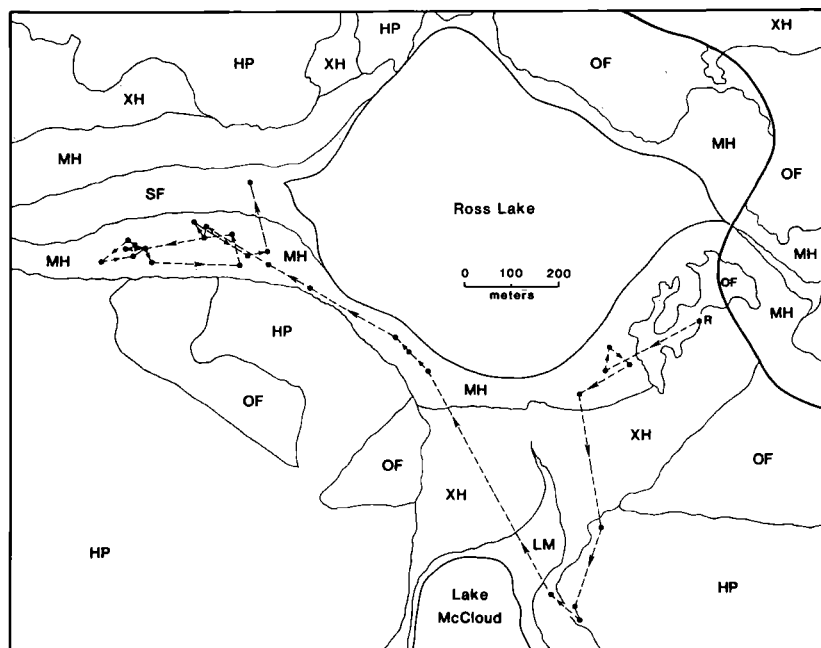 HP
XH
OF
XH
HP
XH
MH
MH
OF
SF
Ross Lake
MH
MH
MH
0 100 200
meters
OF
MH
R
HP
MH
OF
XH
OF
OF
XH
LM
HP
HP
Lake
McCloud